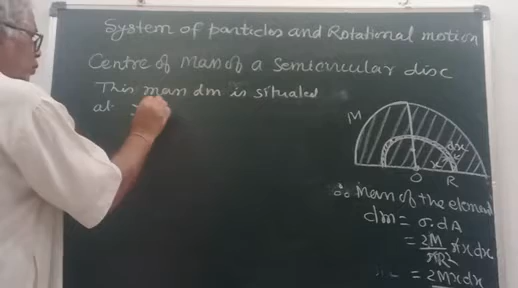 System of particles and Rotational motion
Centre of Mass of a Semicircular disc
This mass dm is situated
at
M
dx
x
O R
∴ Mass of the element
dm = σ.dA
= 2M/πR² πx dx
= 2Mx dx